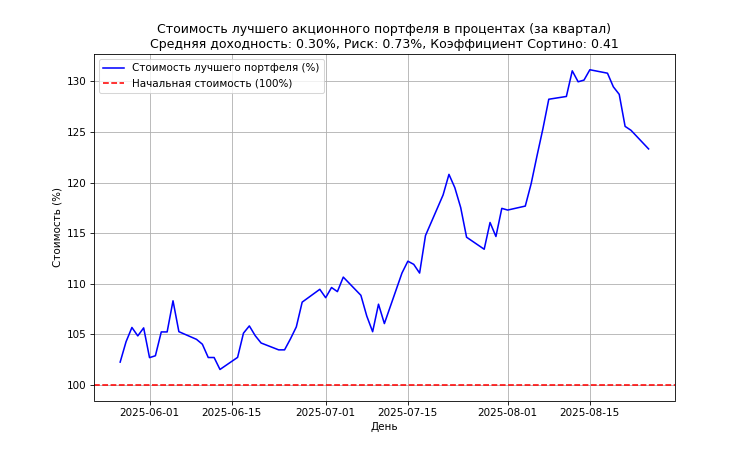 Стоимость лучшего акционного портфеля в процентах (за квартал)
Средняя доходность: 0.30%, Риск: 0.73%, Коэффициент Сортино: 0.41
Стоимость лучшего портфеля (%)
Начальная стоимость (100%)
Стоимость (%)
130
125
120
115
110
105
100
2025-06-01 2025-06-15 2025-07-01 2025-07-15 2025-08-01 2025-08-15
День